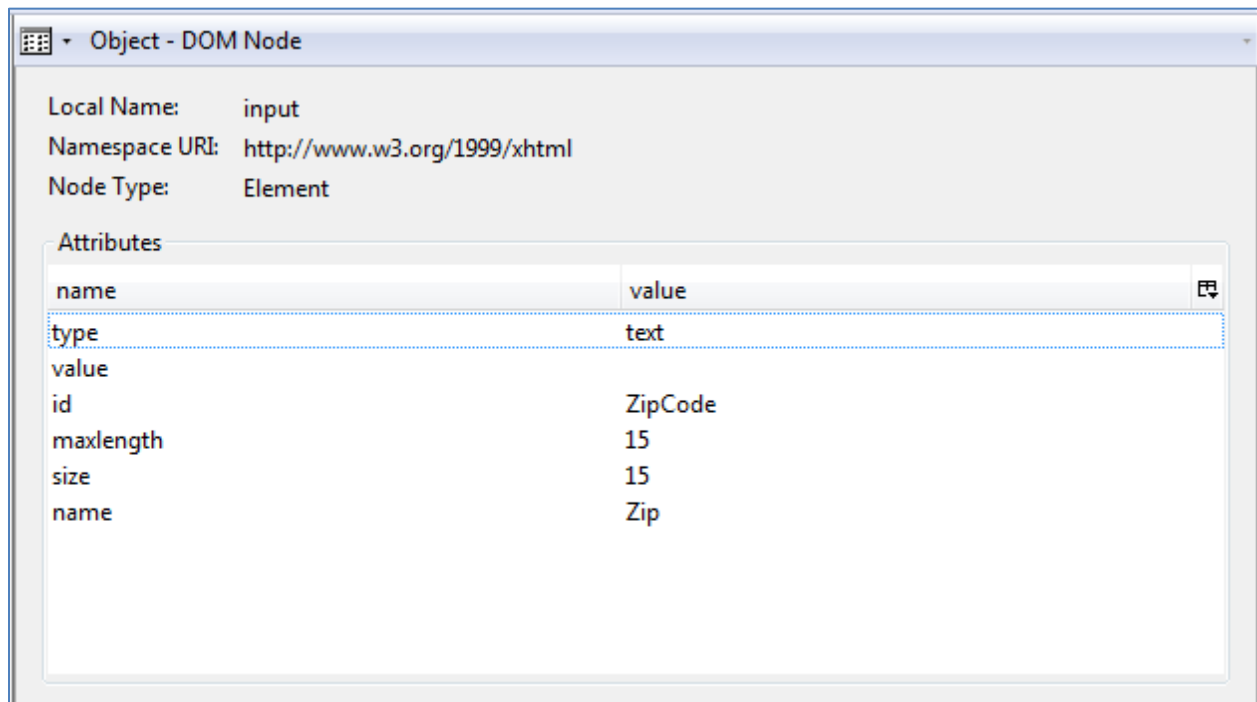 Object - DOM Node
Local Name: input
Namespace URI: http://www.w3.org/1999/xhtml
Node Type: Element
Attributes
name value
type text
value
id ZipCode
maxlength 15
size 15
name Zip